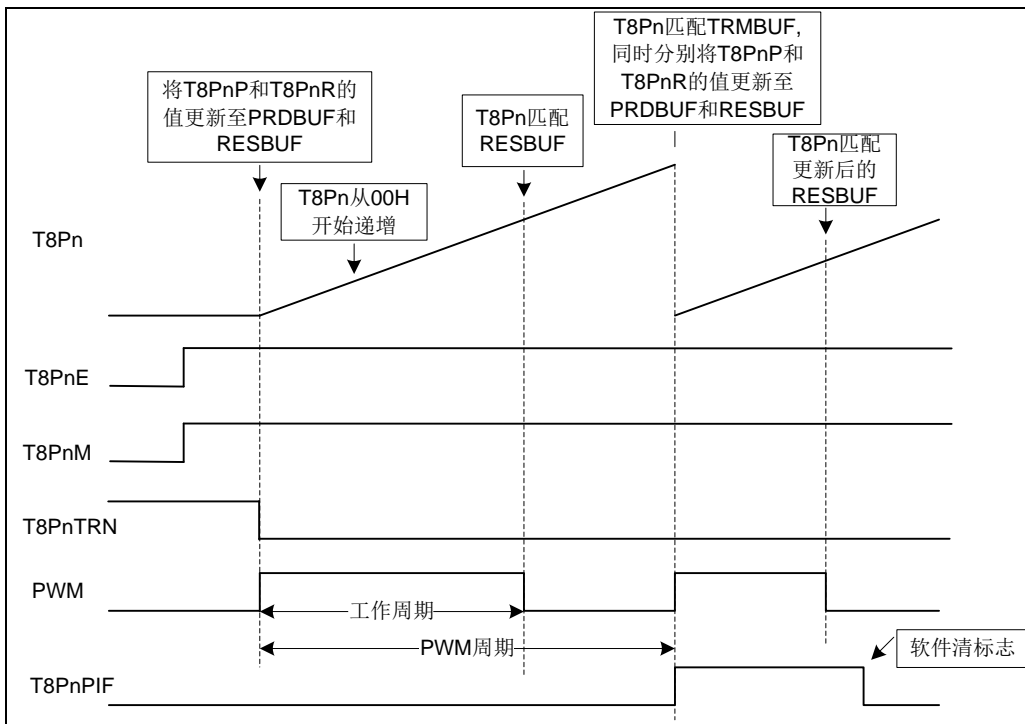 T8Pn匹配TRMBUF,
同时分别将T8PnP和
T8PnR的值更新至
PRDBUF和RESBUF
将T8PnP和T8PnR的
值更新至PRDBUF和
RESBUF
T8Pn匹配
RESBUF
T8Pn匹配
更新后的
RESBUF
T8Pn从00H
开始递增
T8Pn
T8PnE
T8PnM
T8PnTRN
PWM
工作周期
PWM周期
软件清标志
T8PnPIF